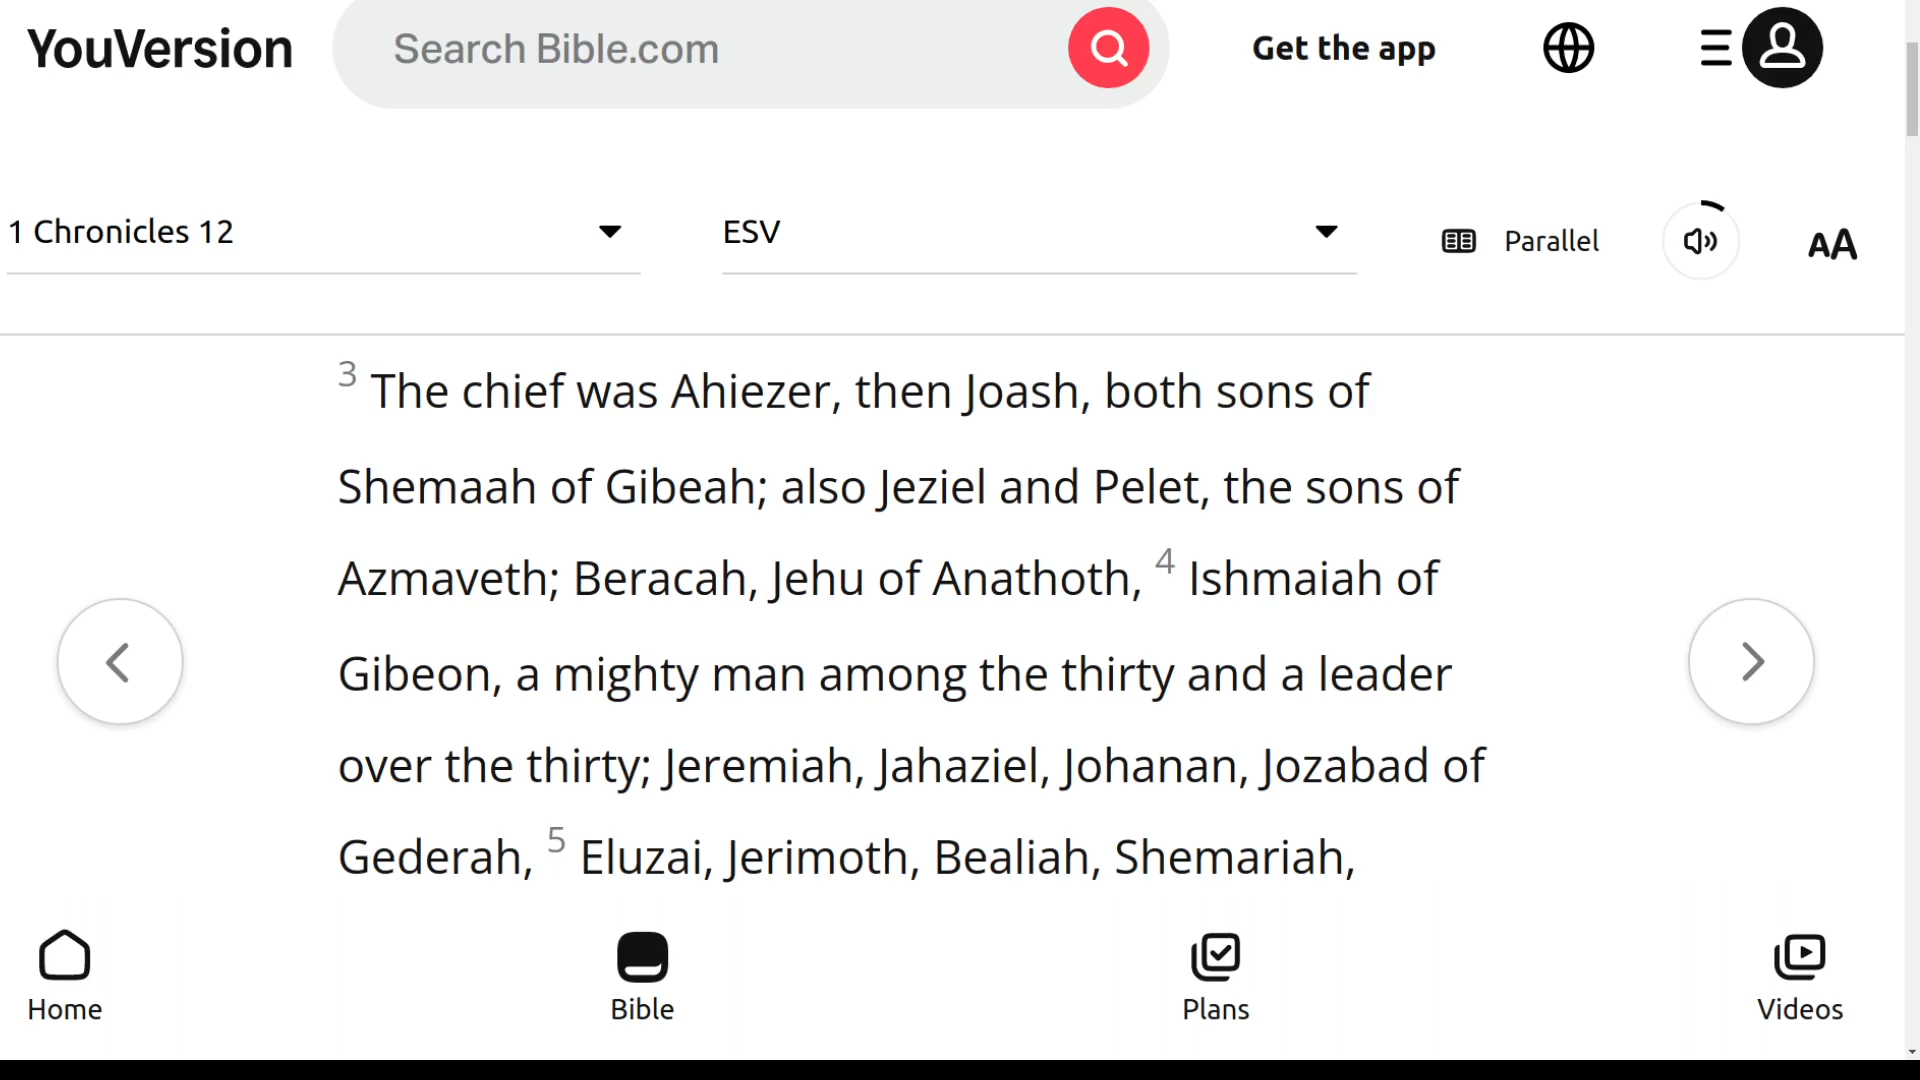 YouVersion
Search Bible.com
Get the app
1 Chronicles 12
ESV
Parallel
AA
3 The chief was Ahiezer, then Joash, both sons of
Shemaah of Gibeah; also Jeziel and Pelet, the sons of
Azmaveth; Beracah, Jehu of Anathoth, 4 Ishmaiah of
Gibeon, a mighty man among the thirty and a leader
over the thirty; Jeremiah, Jahaziel, Johanan, Jozabad of
Gederah, 5 Eluzai, Jerimoth, Bealiah, Shemariah,
Home
Bible
Plans
Videos